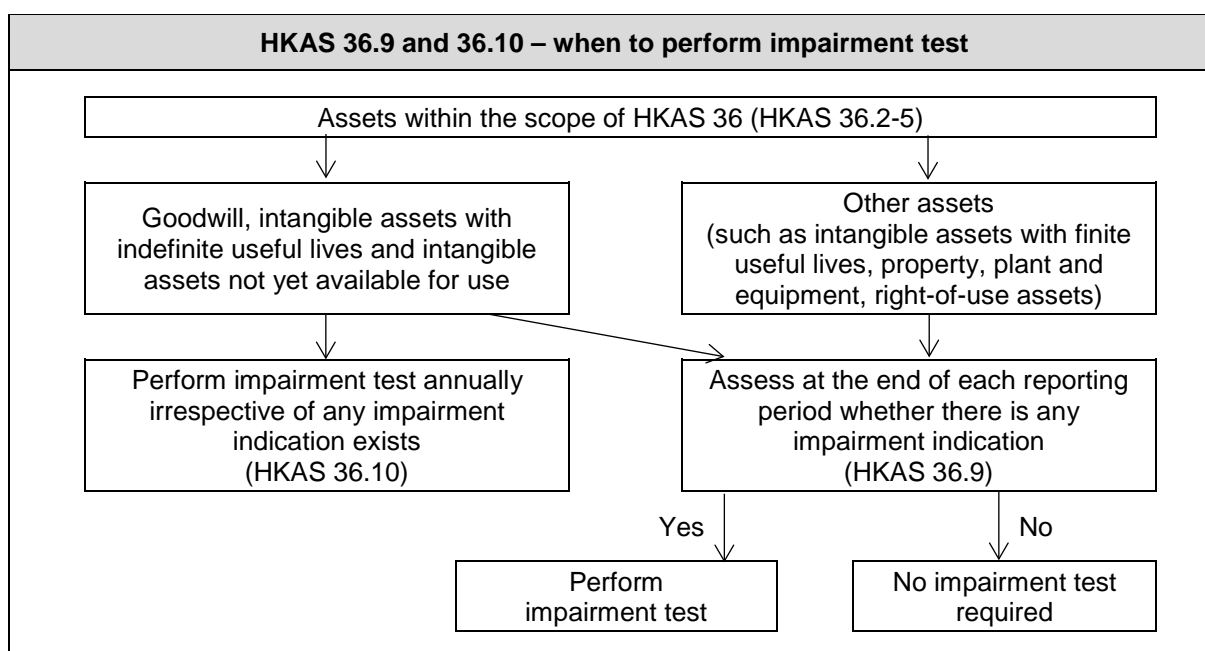 HKAS 36.9 and 36.10 – when to perform impairment test
Assets within the scope of HKAS 36 (HKAS 36.2-5)
Goodwill, intangible assets with
indefinite useful lives and intangible
assets not yet available for use
Other assets
(such as intangible assets with finite
useful lives, property, plant and
equipment, right-of-use assets)
Perform impairment test annually
irrespective of any impairment
indication exists
(HKAS 36.10)
Assess at the end of each reporting
period whether there is any
impairment indication
(HKAS 36.9)
Yes
No
Perform
impairment test
No impairment test
required